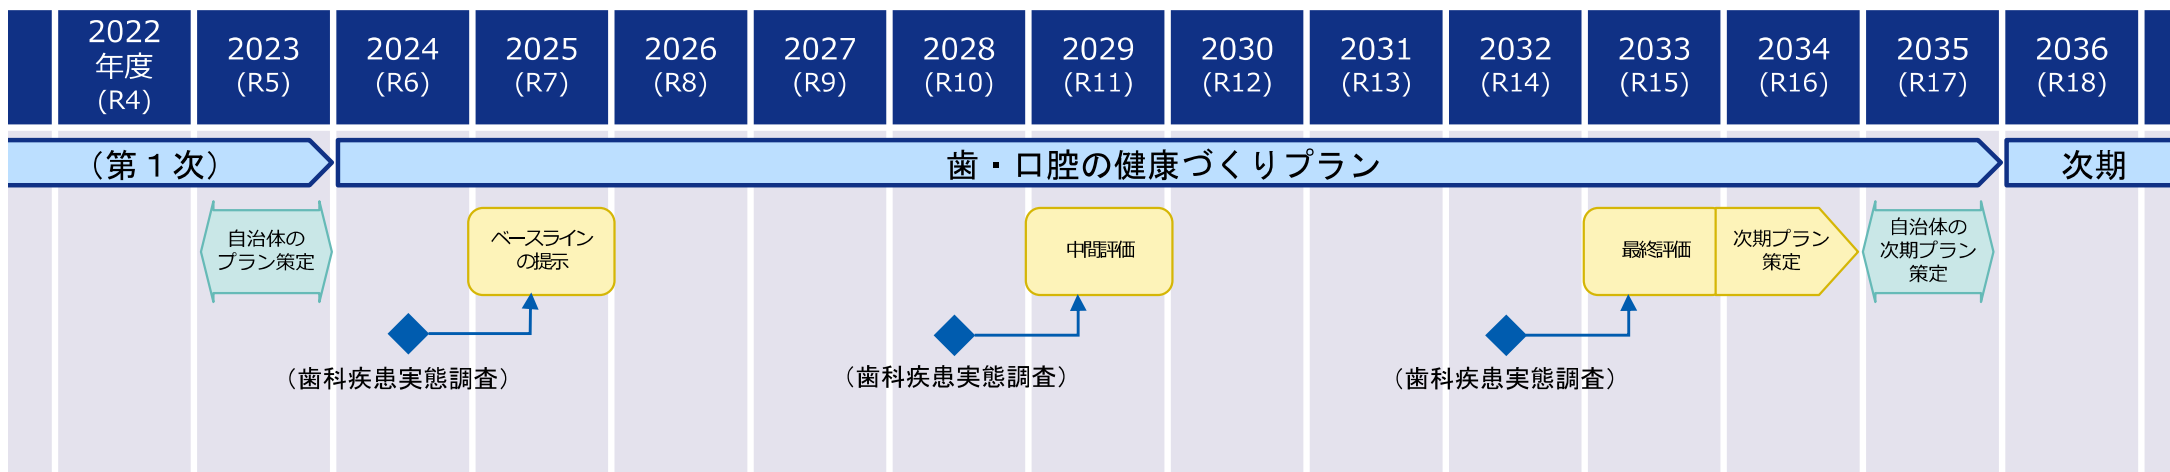 2022
年度
(R4)
2023
(R5)
2024
(R6)
2025
(R7)
2026
(R8)
2027
(R9)
2028
(R10)
2029
(R11)
2030
(R12)
2031
(R13)
2032
(R14)
2033
(R15)
2034
(R16)
2035
(R17)
2036
(R18)
（第１次）
歯・口腔の健康づくりプラン
次期
自治体の
プラン策定
ベースライン
の提示
中間評価
最終評価
次期プラン
策定
自治体の
次期プラン
策定
（歯科疾患実態調査）
（歯科疾患実態調査）
（歯科疾患実態調査）